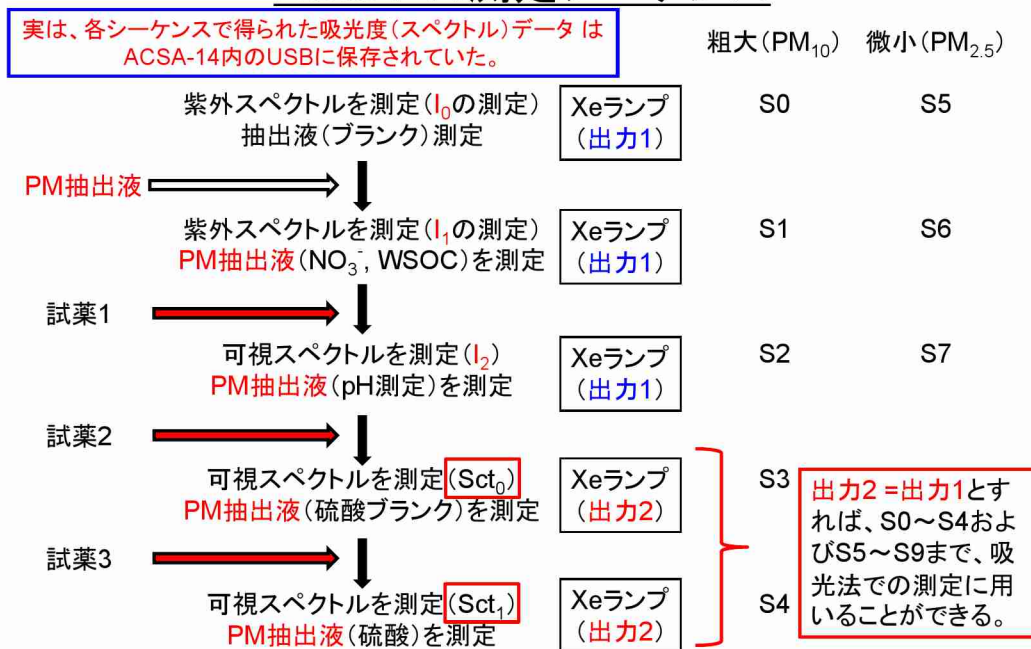 実は、各シーケンスで得られた吸光度(スペクトル)データ は
ACSA-14内のUSBに保存されていた。
粗大(PM10) 微小(PM2.5)
紫外スペクトルを測定(I0の測定)
抽出液(ブランク)測定
Xeランプ
(出力1)
S0 S5
PM抽出液
紫外スペクトルを測定(I1の測定)
PM抽出液(NO3-, WSOC)を測定
Xeランプ
(出力1)
S1 S6
試薬1
可視スペクトルを測定(I2)
PM抽出液(pH測定)を測定
Xeランプ
(出力1)
S2 S7
試薬2
可視スペクトルを測定(Sct0)
PM抽出液(硫酸ブランク)を測定
Xeランプ
(出力2)
S3
試薬3
可視スペクトルを測定(Sct1)
PM抽出液(硫酸)を測定
Xeランプ
(出力2)
S4
出力2 =出力1とす
れば、S0~S4およ
びS5~S9まで、吸
光法での測定に用
いることができる。